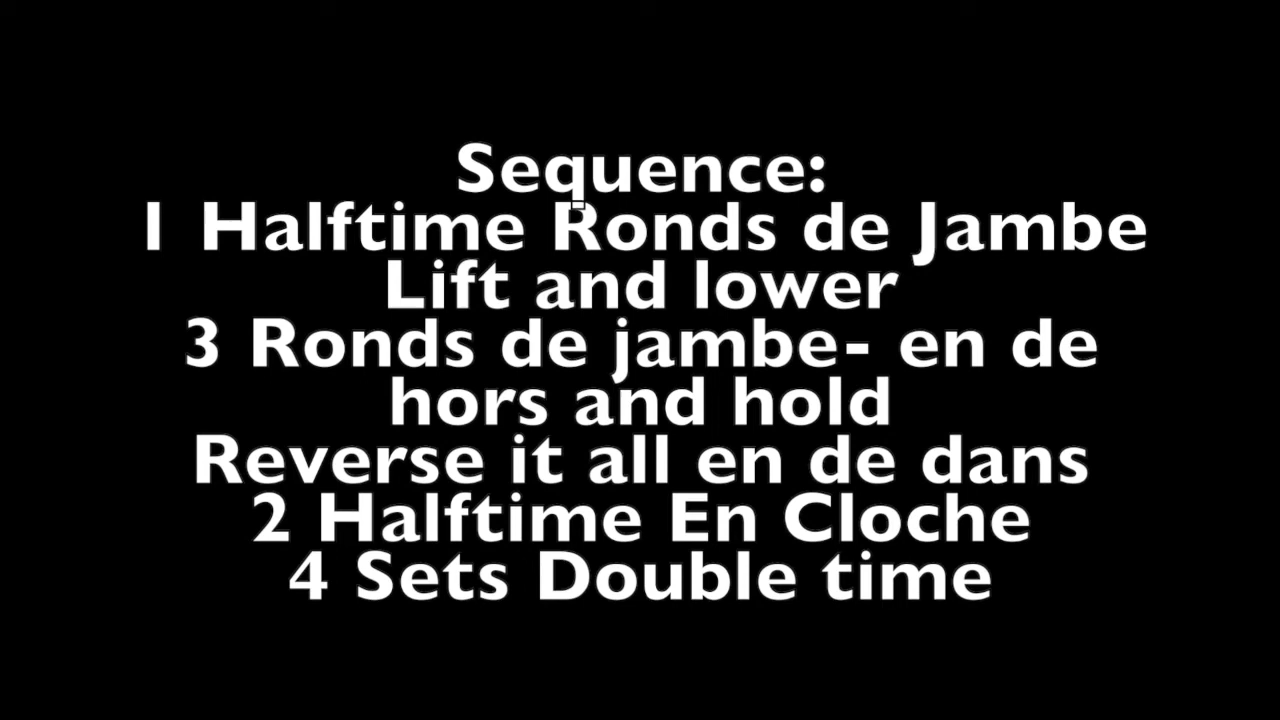 Sequence:
1 Halftime Ronds de Jambe
Lift and lower
3 Ronds de jambe- en de
hors and hold
Reverse it all en de dans
2 Halftime En Cloche
4 Sets Double time